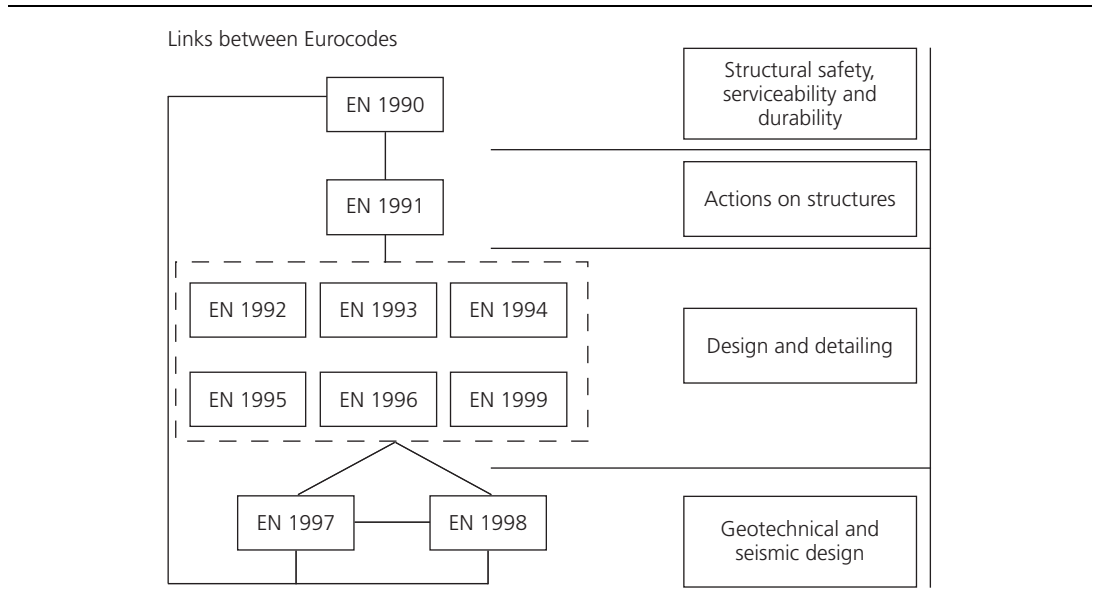 Links between Eurocodes
EN 1990
Structural safety,
serviceability and
durability
EN 1991
Actions on structures
EN 1992
EN 1993
EN 1994
Design and detailing
EN 1995
EN 1996
EN 1999
EN 1997
EN 1998
Geotechnical and
seismic design